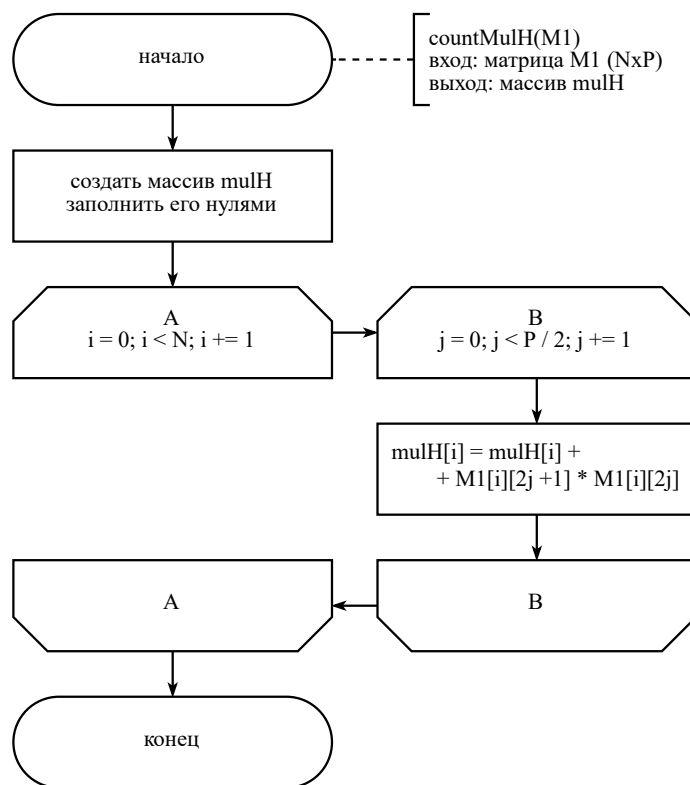 начало
countMulH(M1)
вход: матрица M1 (NxP)
выход: массив mulH
создать массив mulH
заполнить его нулями
A
i = 0; i < N; i += 1
B
j = 0; j < P / 2; j += 1
mulH[i] = mulH[i] +
+ M1[i][2j +1] * M1[i][2j]
A
B
конец